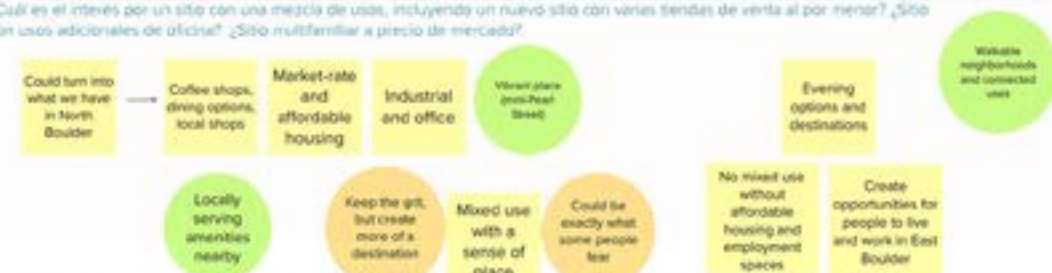 Cuál es el interés por un sitio con una mezcla de usos, incluyendo un nuevo sitio con varias tiendas de venta al por menor? ¿Sitio
on usos adicionales de oficina? ¿Sitio multifamiliar a precio de mercado?
Could turn into
what we have
in North
Boulder
Coffee shops,
dining options,
local shops
Market-rate
and
affordable
housing
Industrial
and office
Vibrant place
(mini-Pearl
Street)
Evening
options and
destinations
Walkable
neighborhoods
and connected
uses
Locally
serving
amenities
nearby
Keep the grit,
but create
more of a
destination
Mixed use
with a
sense of
place
Could be
exactly what
some people
fear
No mixed use
without
affordable
housing and
employment
spaces
Create
opportunities for
people to live
and work in East
Boulder